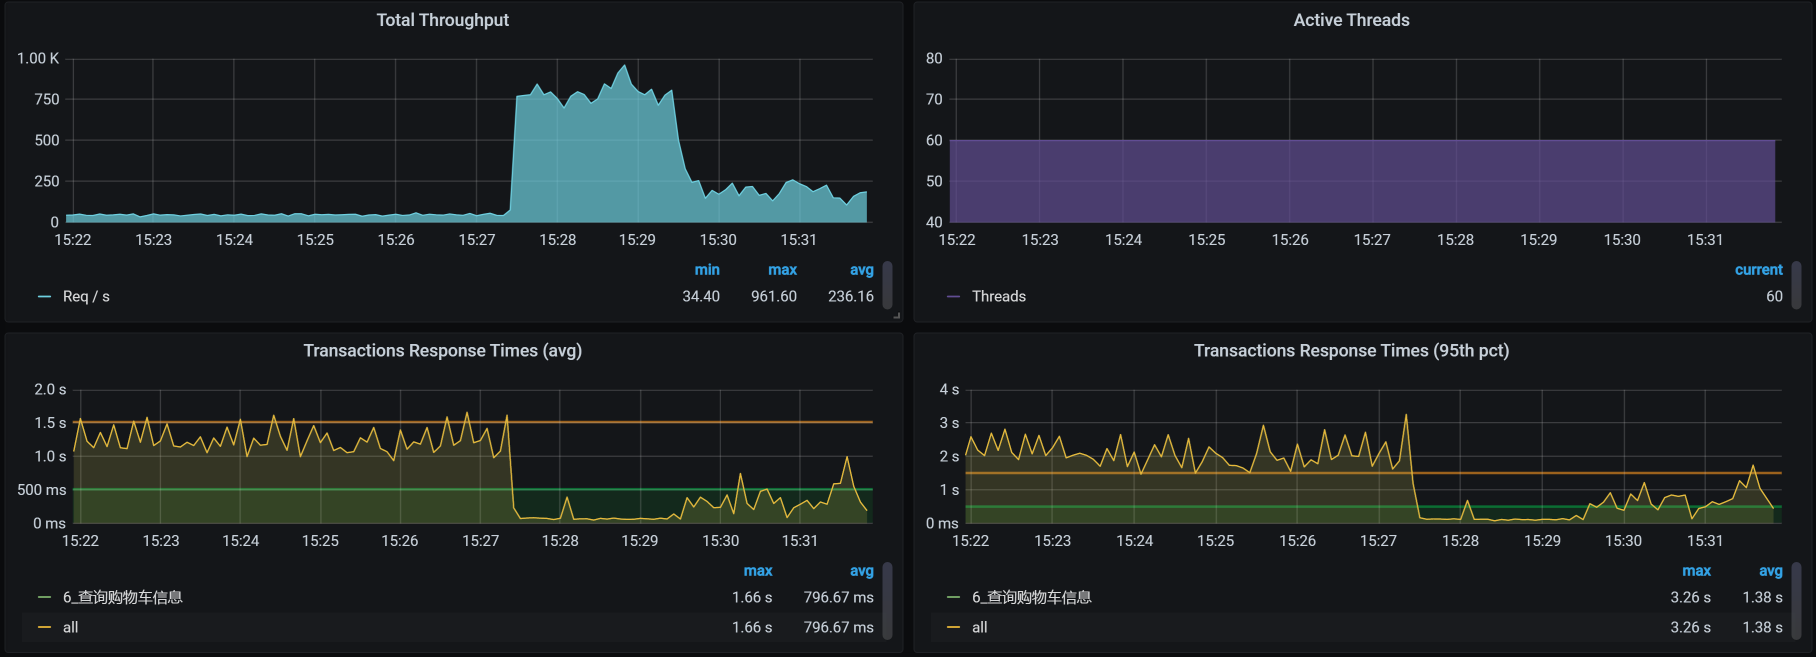 Total Throughput
1.00 K
750
500
250
0
15:22 15:23 15:24 15:25 15:26 15:27 15:28 15:29 15:30 15:31
min max avg
Req / s 34.40 961.60 236.16
Active Threads
80
70
60
50
40
15:22 15:23 15:24 15:25 15:26 15:27 15:28 15:29 15:30 15:31
current
Threads 60
Transactions Response Times (avg)
2.0 s
1.5 s
1.0 s
500 ms
0 ms
15:22 15:23 15:24 15:25 15:26 15:27 15:28 15:29 15:30 15:31
max avg
6_查询购物车信息 1.66 s 796.67 ms
all 1.66 s 796.67 ms
Transactions Response Times (95th pct)
4 s
3 s
2 s
1 s
0 ms
15:22 15:23 15:24 15:25 15:26 15:27 15:28 15:29 15:30 15:31
max avg
6_查询购物车信息 3.26 s 1.38 s
all 3.26 s 1.38 s